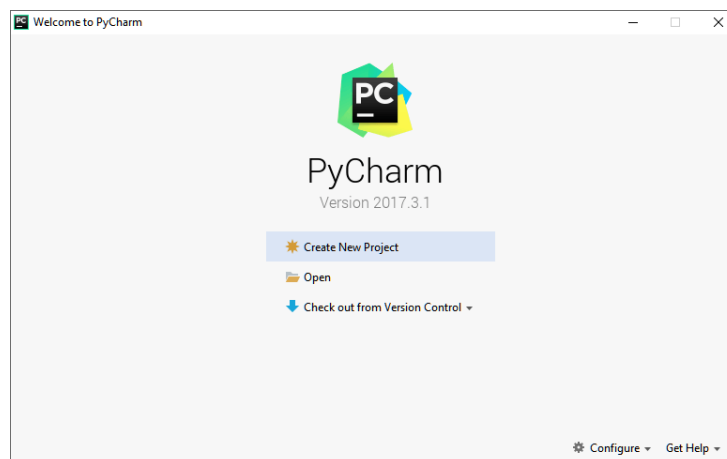 PC
Welcome to PyCharm
PC
PyCharm
Version 2017.3.1
Create New Project
Open
Check out from Version Control
Configure
Get Help